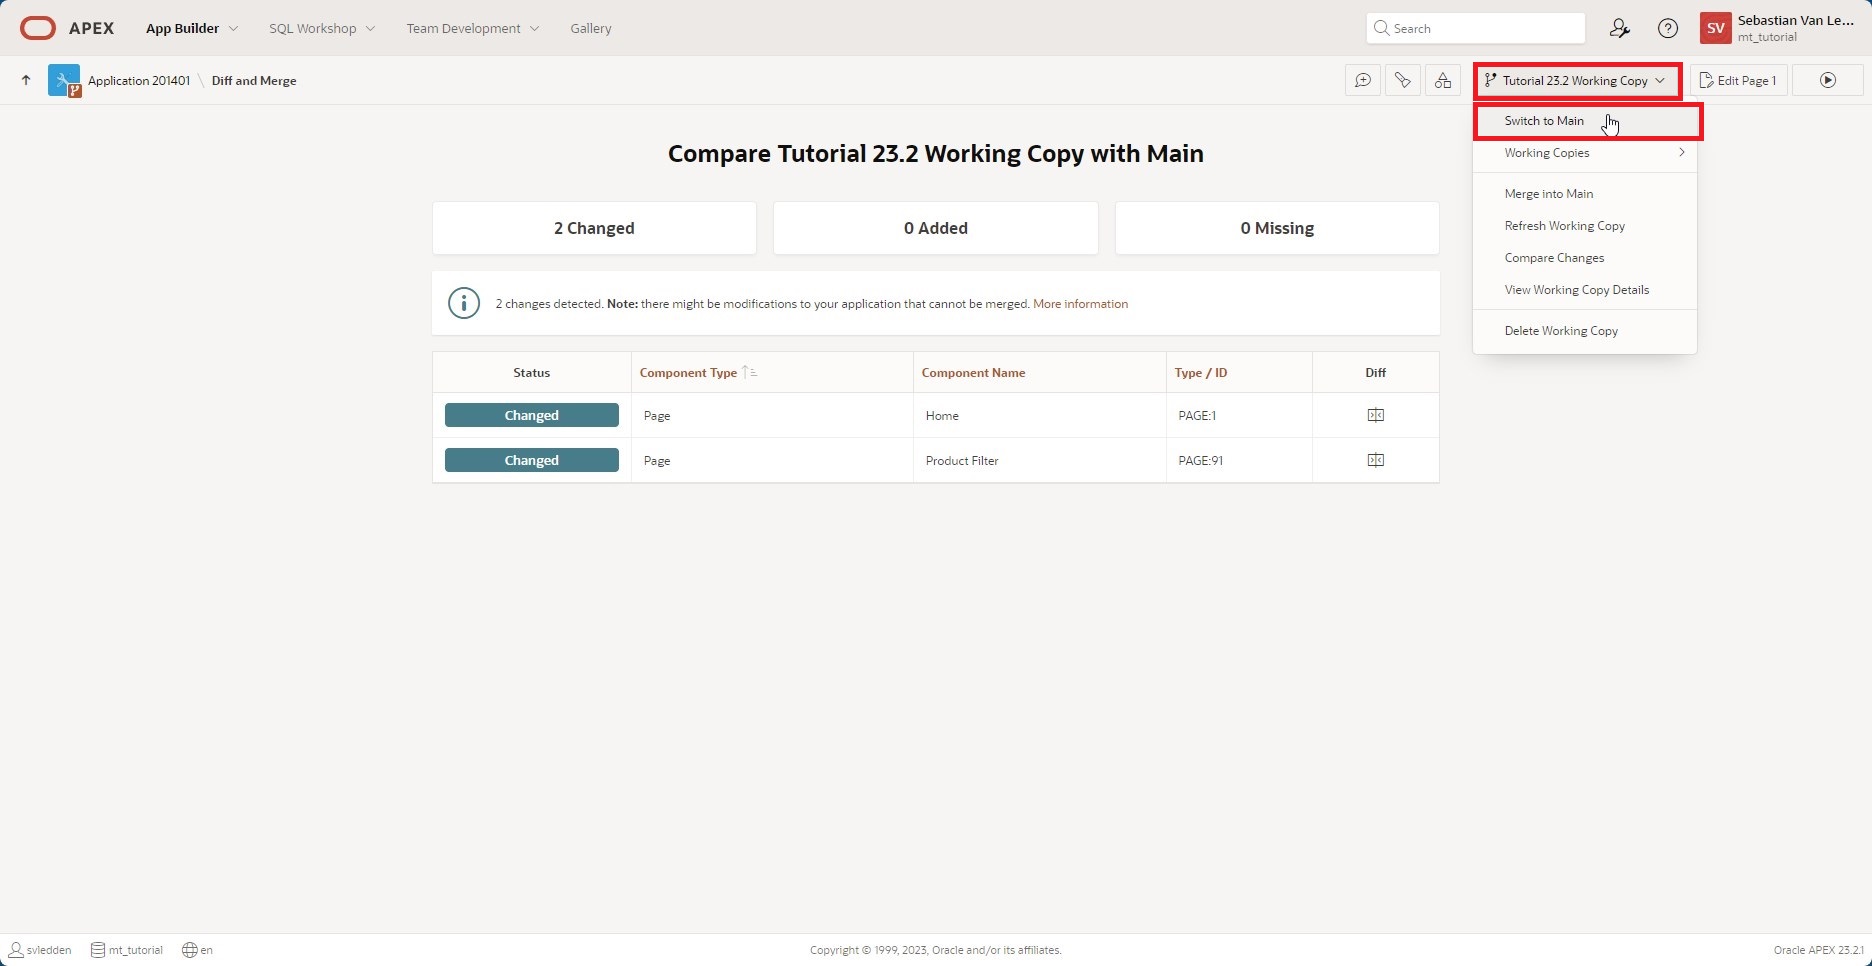 APEX App Builder SQL Workshop Team Development Gallery Search SV Sebastian Van Le...
mt_tutorial
Application 201401 \ Diff and Merge Tutorial 23.2 Working Copy Edit Page 1
Switch to Main
Working Copies
Merge into Main
Refresh Working Copy
Compare Changes
View Working Copy Details
Delete Working Copy
Compare Tutorial 23.2 Working Copy with Main
2 Changed 0 Added 0 Missing
2 changes detected. Note: there might be modifications to your application that cannot be merged. More information
Status Component Type Component Name Type / ID Diff
Changed Page Home PAGE:1
Changed Page Product Filter PAGE:91
svledden mt_tutorial en Copyright © 1999, 2023, Oracle and/or its affiliates. Oracle APEX 23.2.1